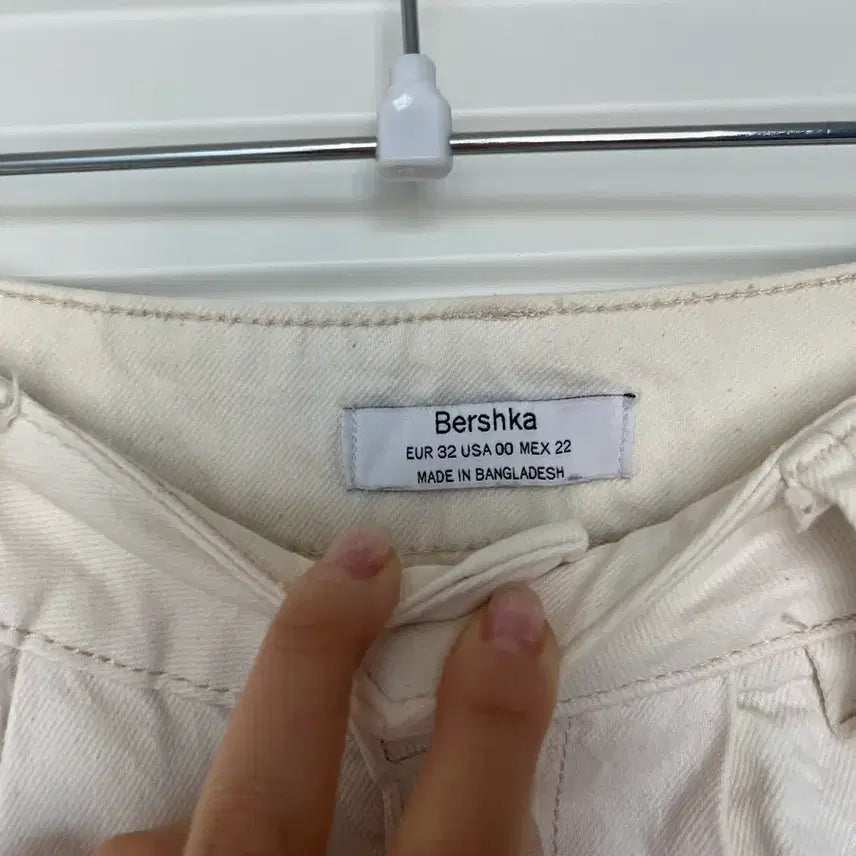 Bershka
EUR 32 USA 00 MEX 22
MADE IN BANGLADESH